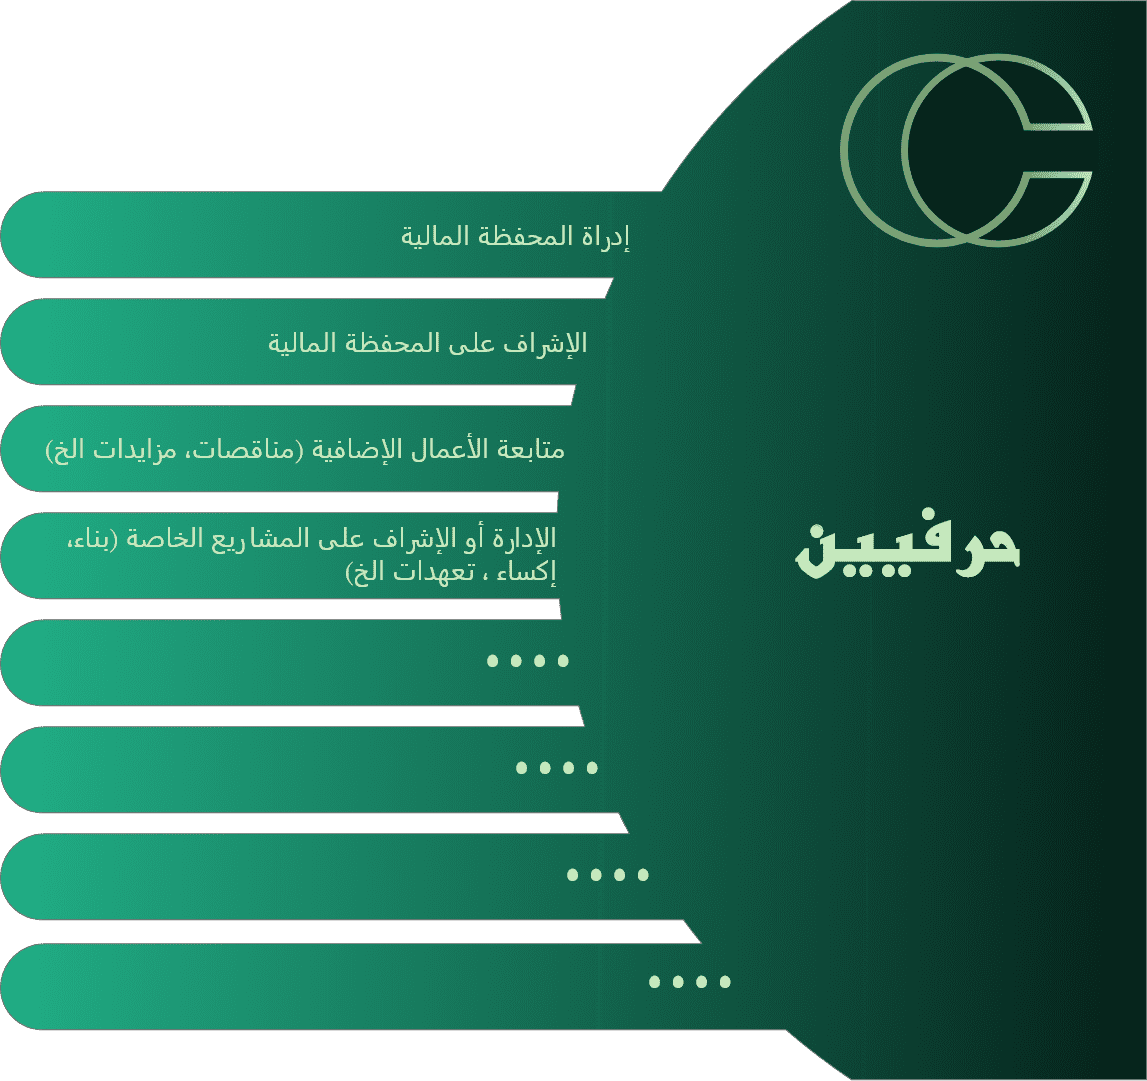 إدراة المحفظة المالية
الإشراف على المحفظة المالية
متابعة الأعمال الإضافية (مناقصات، مزايدات الخ)
الإدارة أو الإشراف على المشاريع الخاصة (بناء،
إكساء ، تعهدات الخ)
حرفيين
....
....
....
....